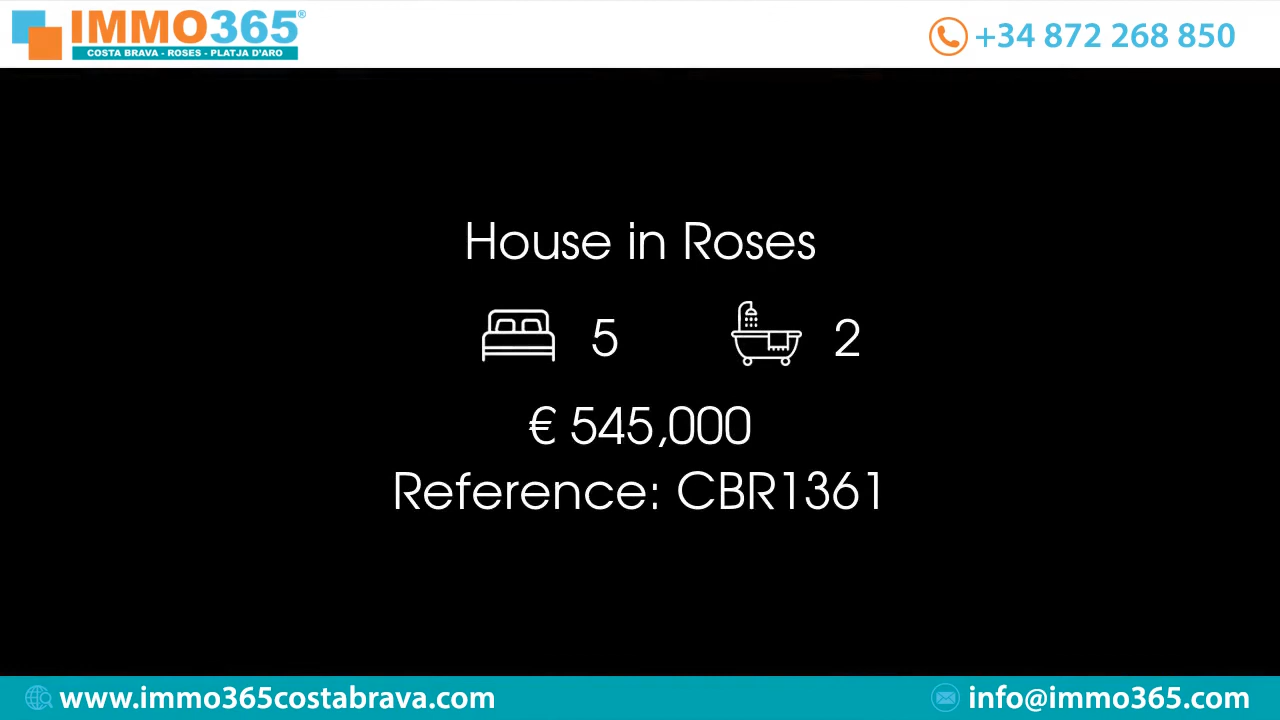 IMMO365®
COSTA BRAVA - ROSES - PLATJA D'ARO
+34 872 268 850
House in Roses
5 2
€ 545,000
Reference: CBR1361
www.immo365costabrava.com
info@immo365.com